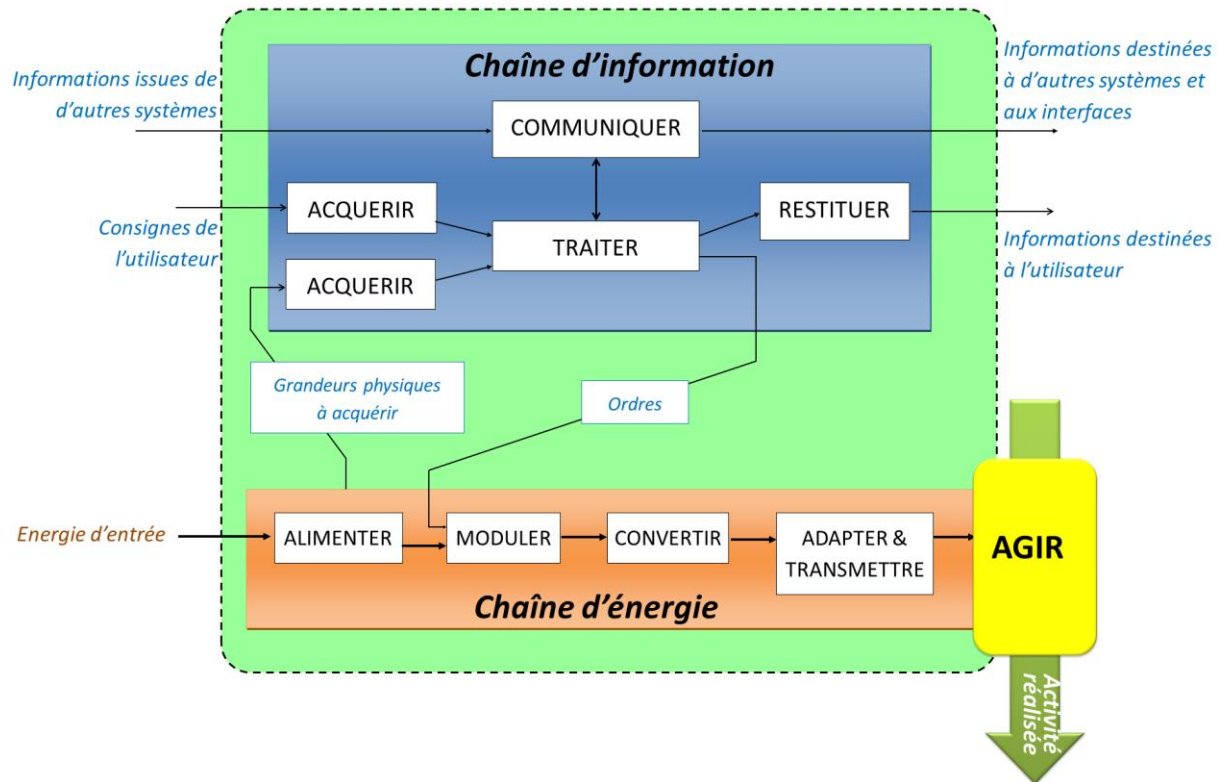 Chaîne d'information
Informations issues de
d'autres systèmes
COMMUNIQUER
Informations destinées
à d'autres systèmes et
aux interfaces
ACQUERIR
Consignes de
l'utilisateur
TRAITER
RESTITUER
Informations destinées
à l'utilisateur
ACQUERIR
Grandeurs physiques
à acquérir
Ordres
Energie d'entrée
ALIMENTER
MODULER
CONVERTIR
ADAPTER &
TRANSMETTRE
AGIR
Chaîne d'énergie
Activité
réalisée